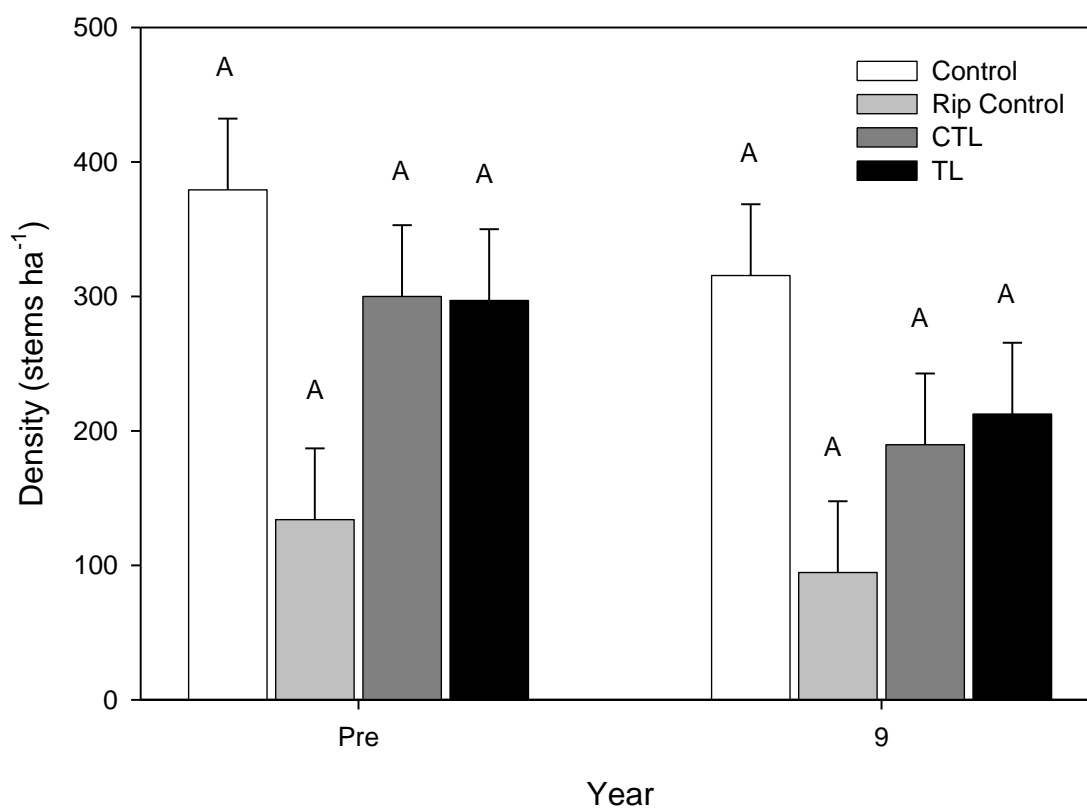 500
400
300
200
100
0
Density (stems ha⁻¹)
A
A
A
A
A
A
A
A
Control
Rip Control
CTL
TL
Pre
9
Year